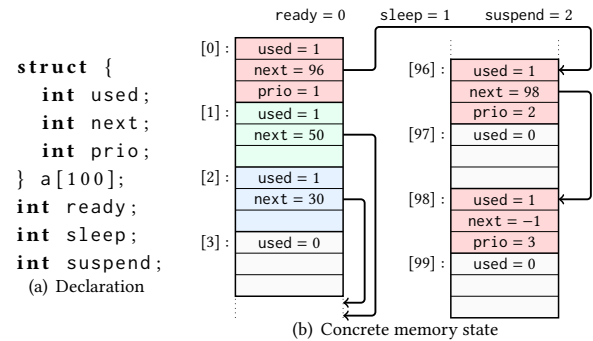 struct {
int used;
int next;
int prio;
} a[100];
int ready;
int sleep;
int suspend;
(a) Declaration
ready = 0 sleep = 1 suspend = 2
[0] :
used = 1
next = 96
prio = 1
[1] :
used = 1
next = 50
[2] :
used = 1
next = 30
[3] :
used = 0
[96] :
used = 1
next = 98
prio = 2
[97] :
used = 0
[98] :
used = 1
next = −1
prio = 3
[99] :
used = 0
(b) Concrete memory state